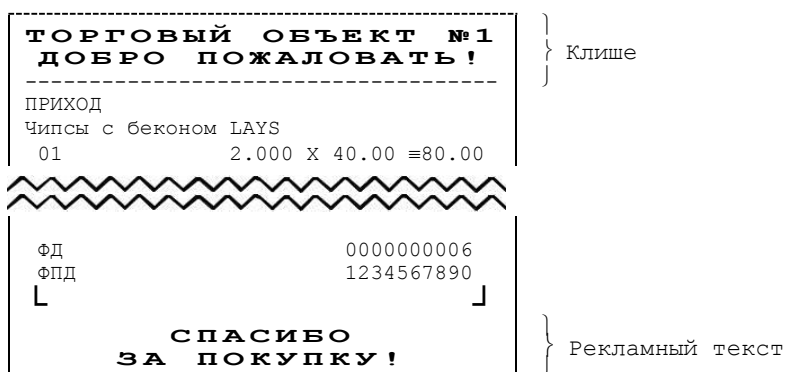 ТОРГОВЫЙ ОБЪЕКТ №1
ДОБРО ПОЖАЛОВАТЬ!
Клише
ПРИХОД
Чипсы с беконом LAYS
01 2.000 X 40.00 ≡80.00
ФД 0000000006
ФПД 1234567890
СПАСИБО
ЗА ПОКУПКУ!
Рекламный текст